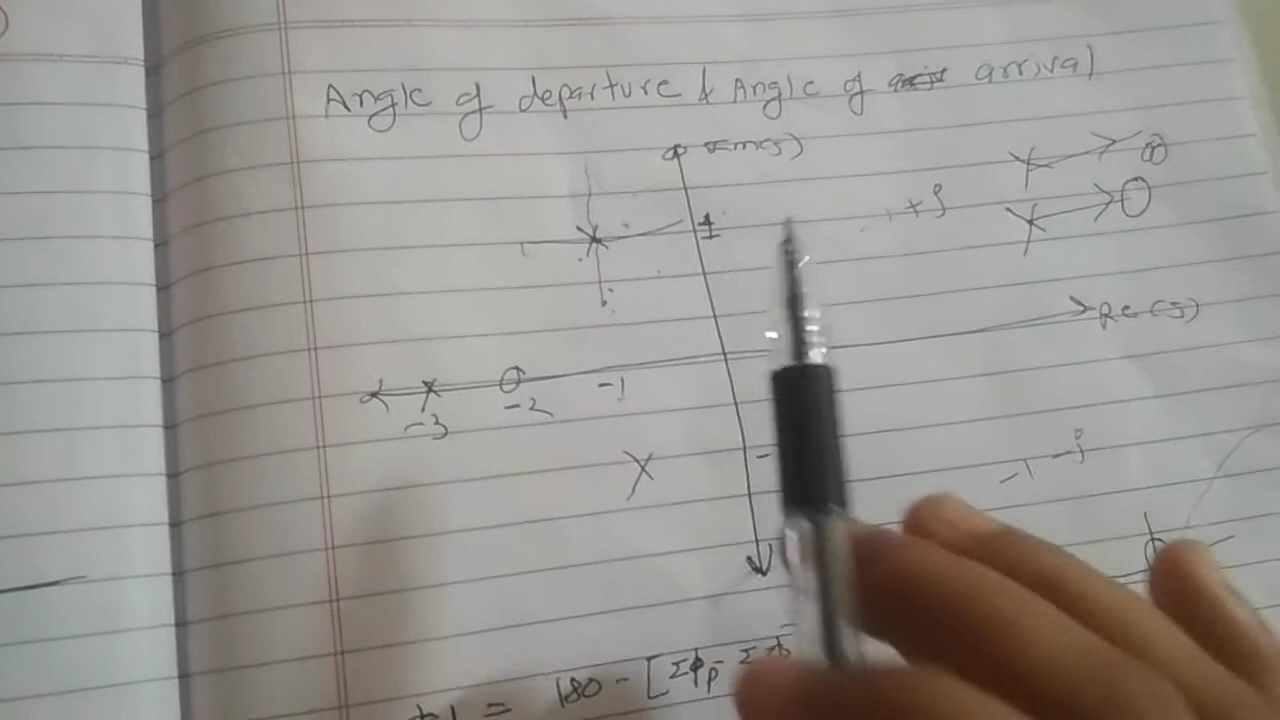 Angle of departure & Angle of arrival
Im(s)
1
+j
Re(s)
-1
-2
-3
-1 -j
180 - [Σϕp - Σ